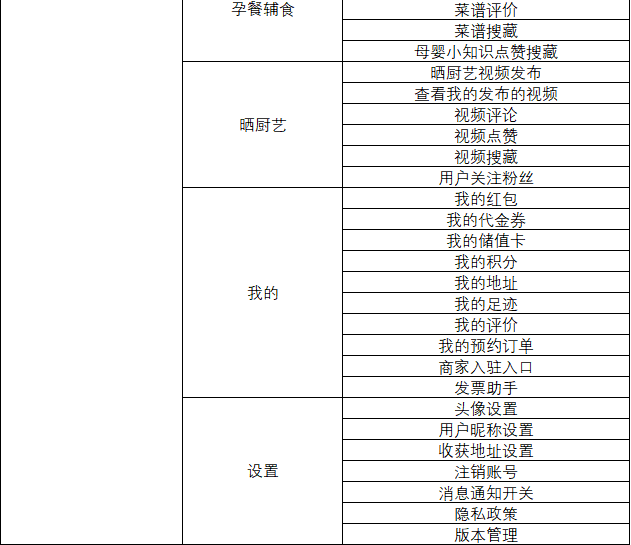 孕餐辅食
菜谱评价
菜谱搜藏
母婴小知识点赞搜藏
晒厨艺
晒厨艺视频发布
查看我的发布的视频
视频评论
视频点赞
视频搜藏
用户关注粉丝
我的
我的红包
我的代金券
我的储值卡
我的积分
我的地址
我的足迹
我的评价
我的预约订单
商家入驻入口
发票助手
设置
头像设置
用户昵称设置
收获地址设置
注销账号
消息通知开关
隐私政策
版本管理